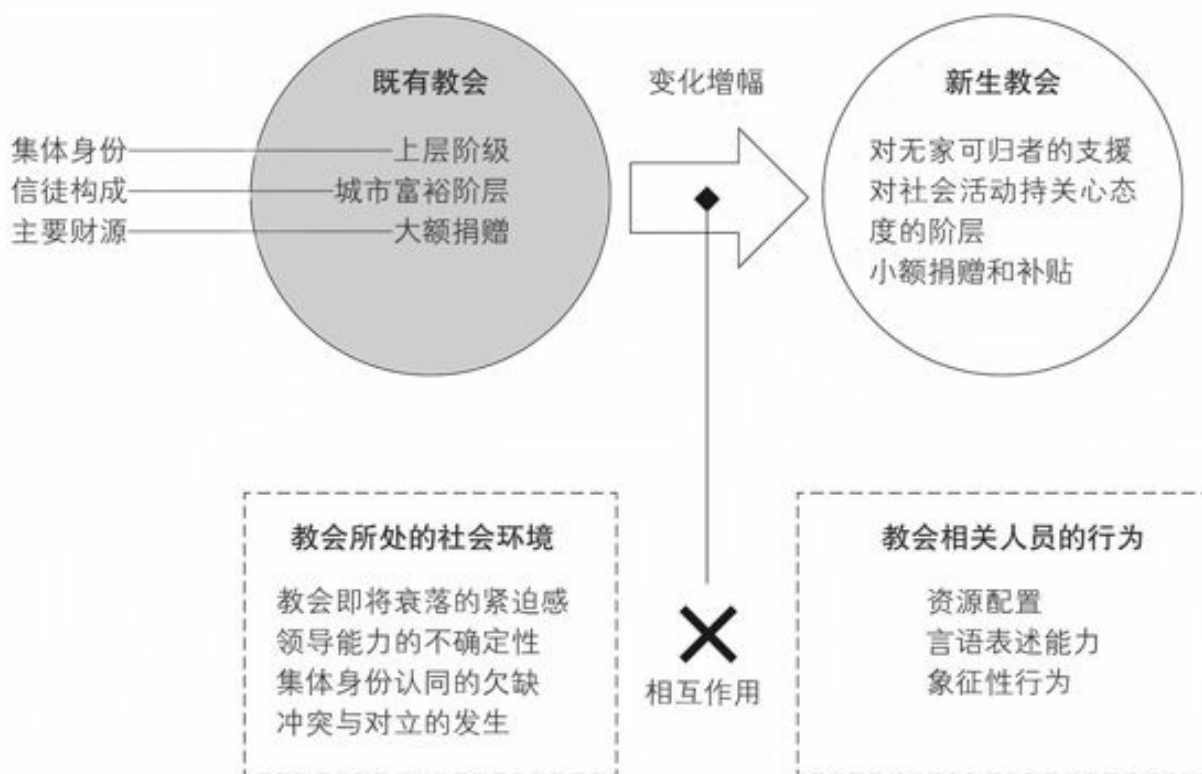 既有教会
集体身份
信徒构成
主要财源
上层阶级
城市富裕阶层
大额捐赠
变化增幅
新生教会
对无家可归者的支援
对社会活动持关心态
度的阶层
小额捐赠和补贴
教会所处的社会环境
教会即将衰落的紧迫感
领导能力的不确定性
集体身份认同的欠缺
冲突与对立的发生
相互作用
教会相关人员的行为
资源配置
言语表述能力
象征性行为